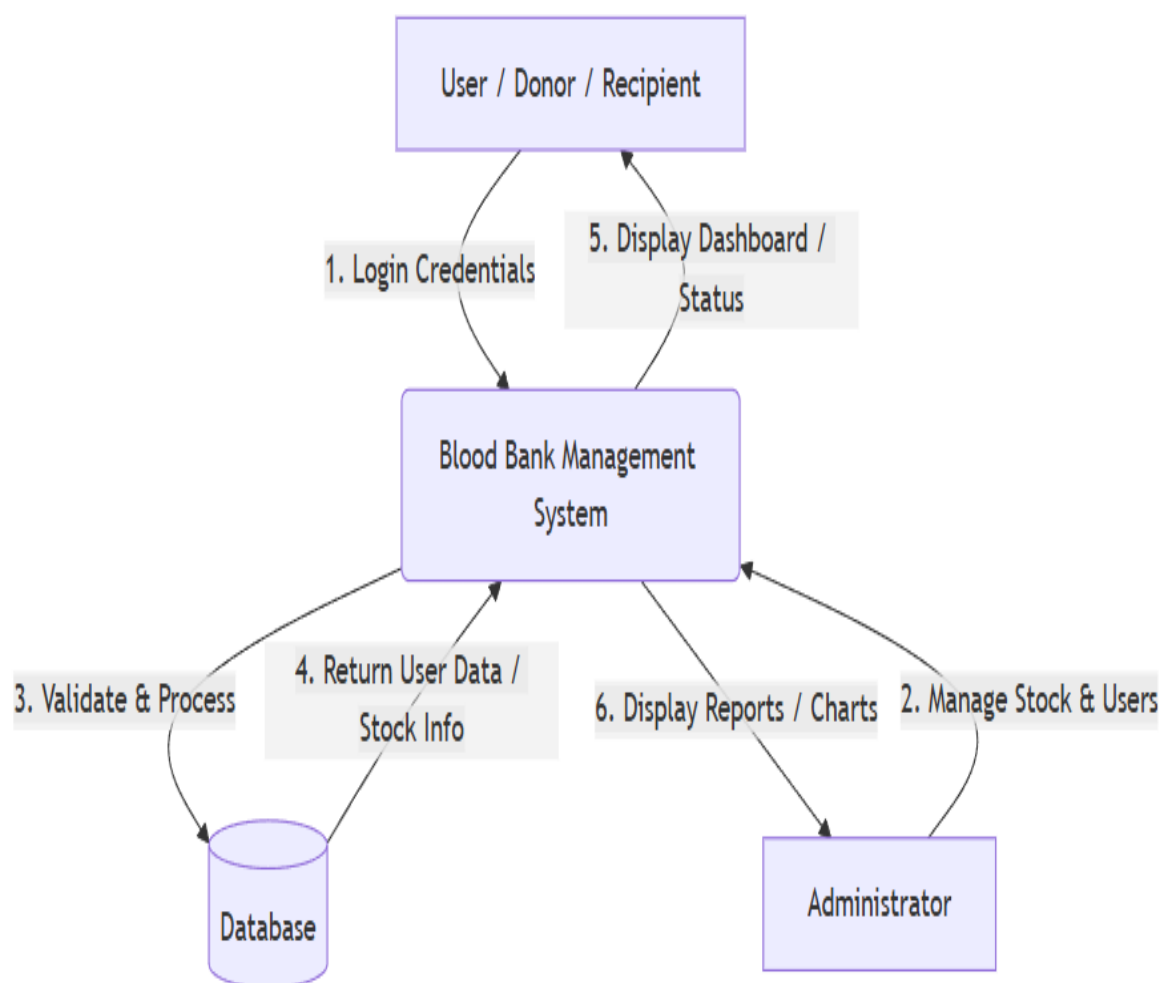 User / Donor / Recipient
5. Display Dashboard /
Status
1. Login Credentials
Blood Bank Management
System
4. Return User Data /
Stock Info
3. Validate & Process
6. Display Reports / Charts
2. Manage Stock & Users
Database
Administrator